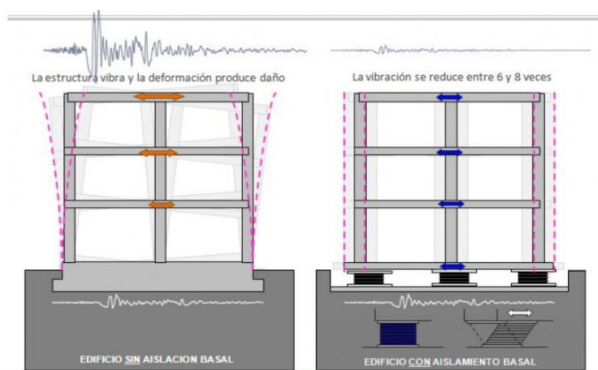 La estructura vibra y la deformación produce daño
La vibración se reduce entre 6 y 8 veces
EDIFICIO SIN AISLACION BASAL
EDIFICIO CON AISLAMIENTO BASAL